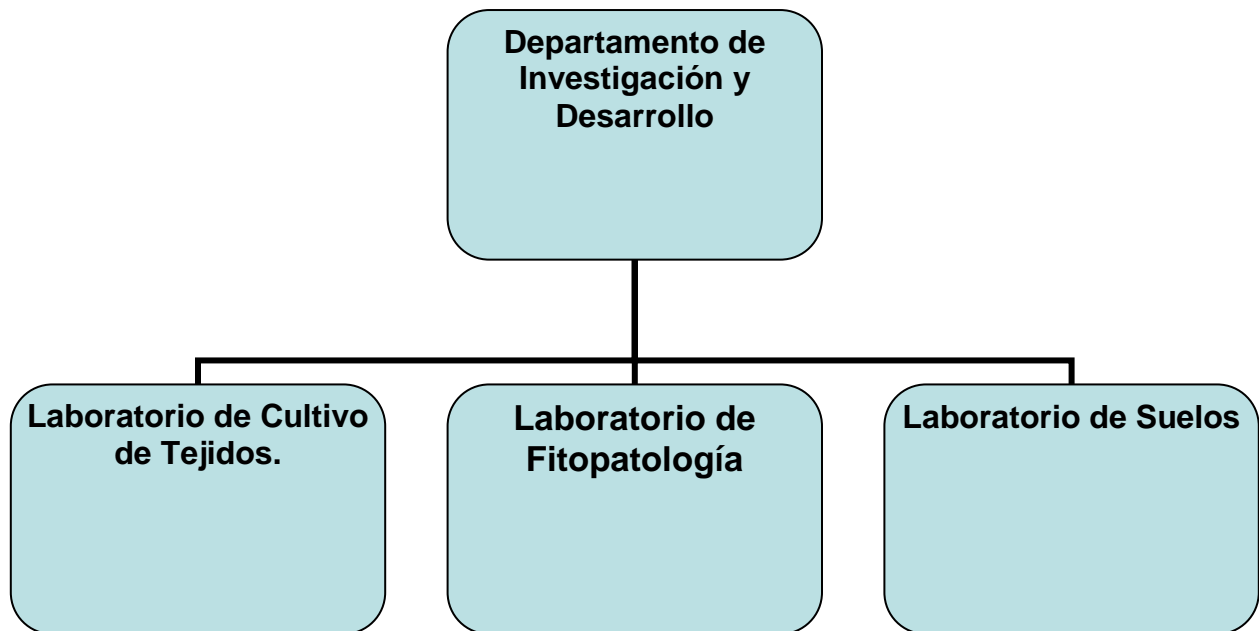 Departamento de
Investigación y
Desarrollo
Laboratorio de Cultivo
de Tejidos.
Laboratorio de
Fitopatología
Laboratorio de Suelos